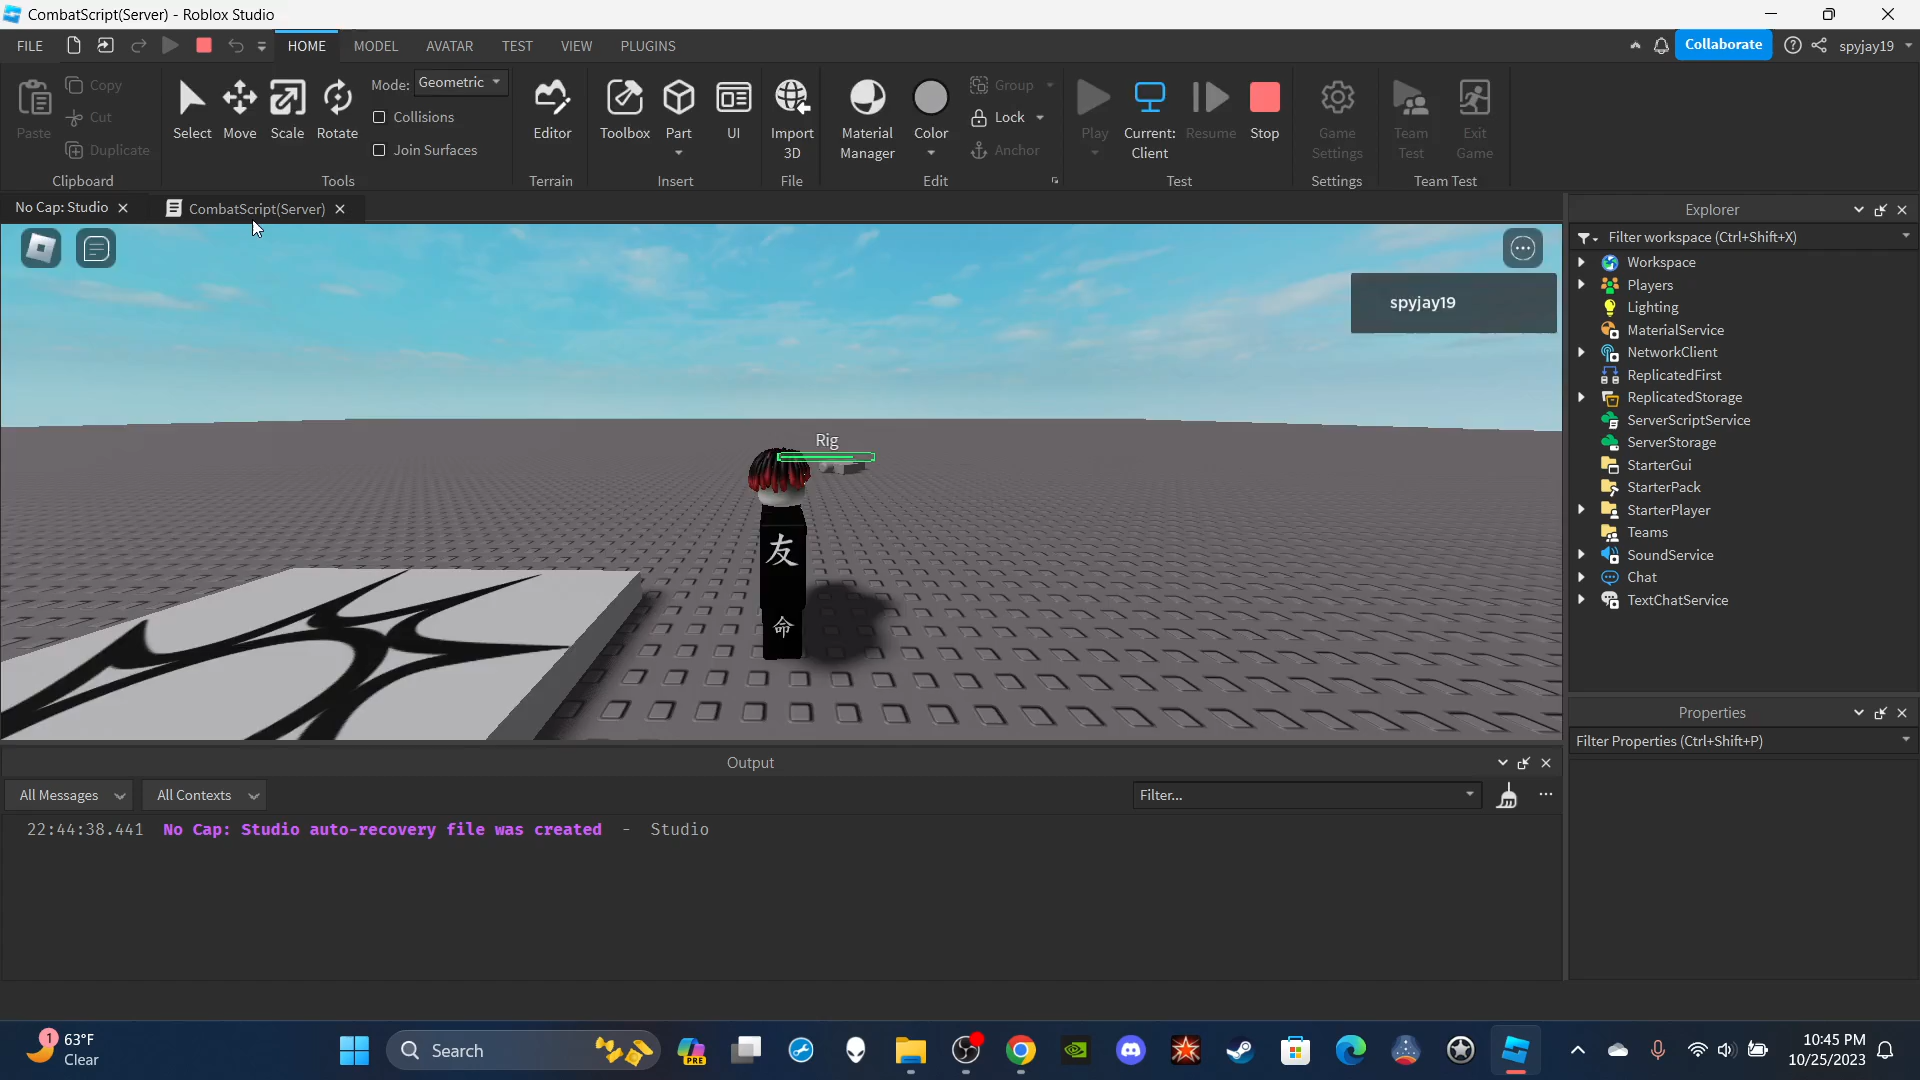 CombatScript(Server) - Roblox Studio
FILE HOME MODEL AVATAR TEST VIEW PLUGINS Collaborate spyjay19
Paste Copy Cut Duplicate
Clipboard
Select Move Scale Rotate
Mode: Geometric
Collisions
Join Surfaces
Tools
Editor
Terrain
Toolbox Part UI
Insert
Import 3D
File
Material Manager Color
Group
Lock
Anchor
Edit
Play Current: Client Resume Stop
Test
Game Settings
Settings
Team Test Exit Game
Team Test
No Cap: Studio CombatScript(Server)
spyjay19
Rig
友
命
Explorer
Filter workspace (Ctrl+Shift+X)
Workspace
Players
Lighting
MaterialService
NetworkClient
ReplicatedFirst
ReplicatedStorage
ServerScriptService
ServerStorage
StarterGui
StarterPack
StarterPlayer
Teams
SoundService
Chat
TextChatService
Properties
Filter Properties (Ctrl+Shift+P)
Output
All Messages All Contexts Filter...
22:44:38.441 No Cap: Studio auto-recovery file was created - Studio
1
63°F
Clear
Search
PRE
10:45 PM
10/25/2023